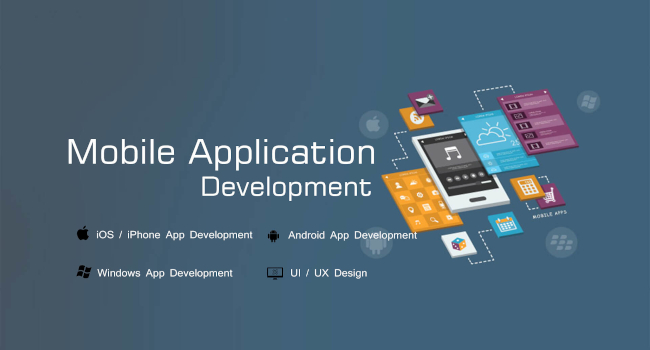 Mobile Application
Development
iOS / iPhone App Development
Android App Development
Windows App Development
UI / UX Design
MOBILE APPS